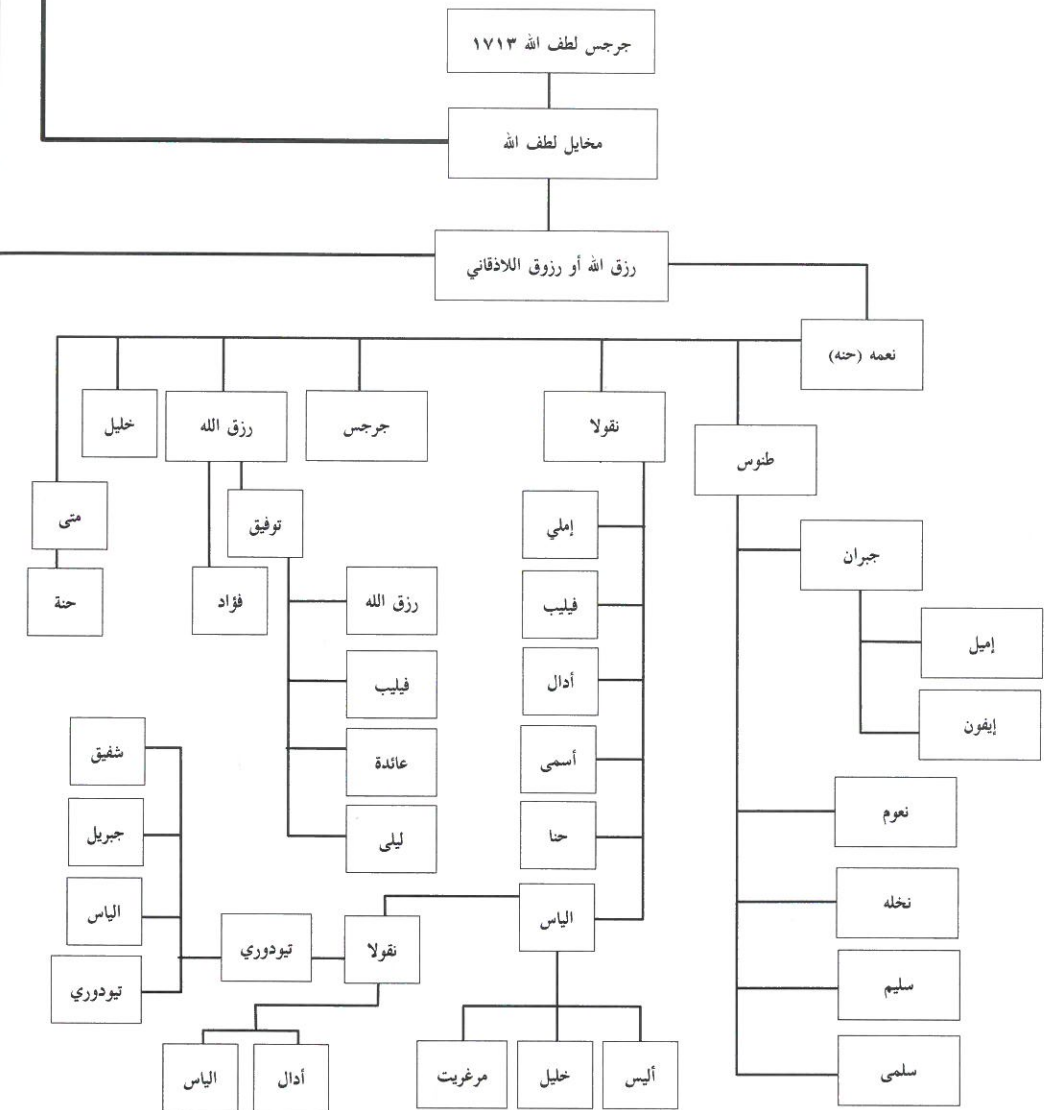 جرجس لطف الله ١٧١٣
مخايل لطف الله
رزق الله أو رزوق اللاذقاني
نعمه (حنه)
طنوس
نقولا
جرجس
رزق الله
خليل
متى
حنة
توفيق
فؤاد
رزق الله
فيليب
عائدة
ليلى
إملي
فيليب
أدال
أسمى
حنا
الياس
جبران
إميل
إيفون
نعوم
نخله
سليم
سلمى
أليس
خليل
مرغريت
نقولا
تيودوري
أدال
الياس
شفيق
جبريل
الياس
تيودوري